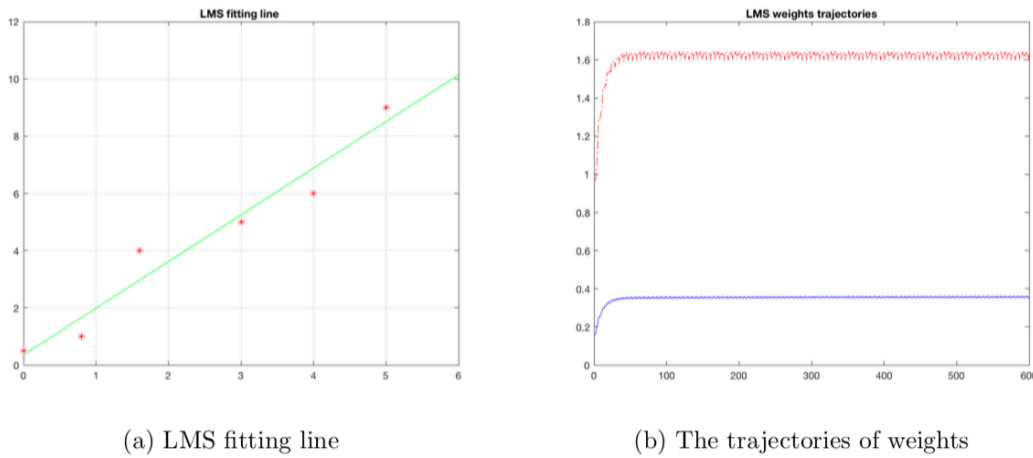 LMS fitting line
12
10
8
6
4
2
0
0 1 2 3 4 5 6
(a) LMS fitting line
LMS weights trajectories
1.8
1.6
1.4
1.2
1
0.8
0.6
0.4
0.2
0
0 100 200 300 400 500 600
(b) The trajectories of weights